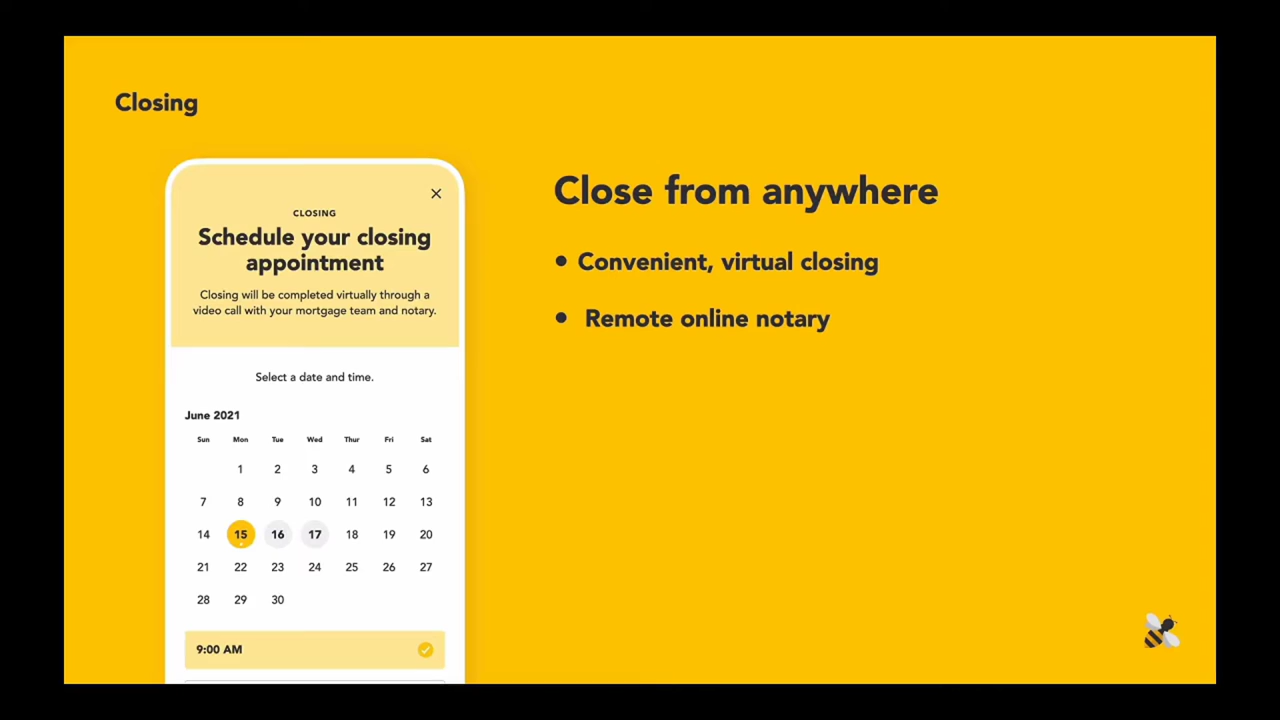 Closing
CLOSING
Schedule your closing
appointment
Closing will be completed virtually through a
video call with your mortgage team and notary.
Select a date and time.
June 2021
Sun Mon Tue Wed Thur Fri Sat
1 2 3 4 5 6
7 8 9 10 11 12 13
14 15 16 17 18 19 20
21 22 23 24 25 26 27
28 29 30
9:00 AM
Close from anywhere
• Convenient, virtual closing
• Remote online notary